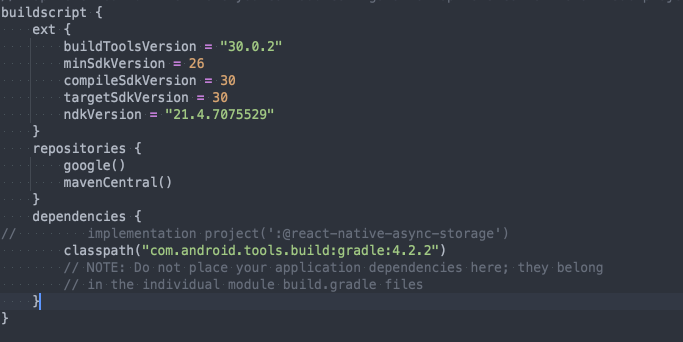 buildscript {
    ext {
        buildToolsVersion = "30.0.2"
        minSdkVersion = 26
        compileSdkVersion = 30
        targetSdkVersion = 30
        ndkVersion = "21.4.7075529"
    }
    repositories {
        google()
        mavenCentral()
    }
    dependencies {
//         implementation project(':@react-native-async-storage')
        classpath("com.android.tools.build:gradle:4.2.2")
        // NOTE: Do not place your application dependencies here; they belong
        // in the individual module build.gradle files
    }
}